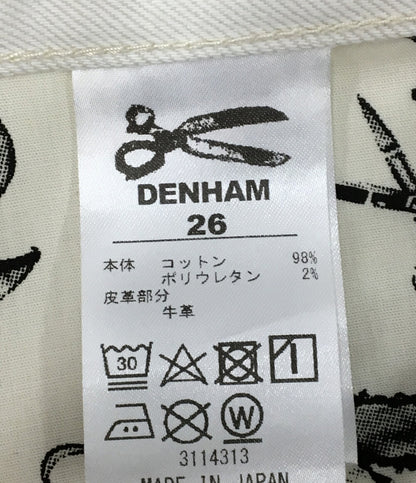 DENHAM
26
本体 コットン 98%
ポリウレタン 2%
皮革部分
牛革
30
W
3114313
MADE IN JAPAN